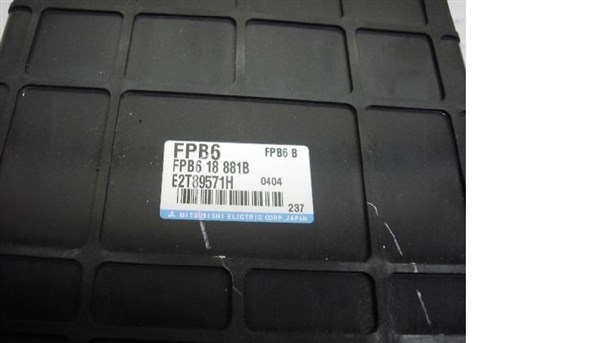 FPB6 FPB6 B
FPB6 18 881B
E2T89571H 0404
237
MITSUBISHI ELECTRIC CORP. JAPAN